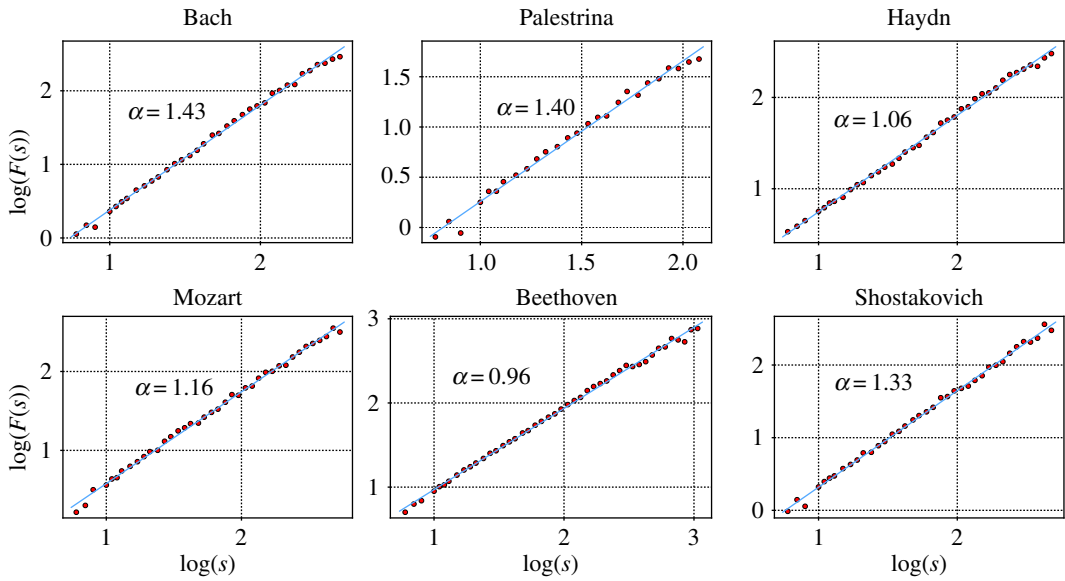 Bach
Palestrina
Haydn
log(F(s))
2
1
0
α = 1.43
1
2
1.5
1.0
0.5
0
α = 1.40
1.0
1.5
2.0
2
1
α = 1.06
1
2
Mozart
Beethoven
Shostakovich
log(F(s))
2
1
α = 1.16
1
2
log(s)
3
2
1
α = 0.96
1
2
3
log(s)
2
1
0
α = 1.33
1
2
log(s)